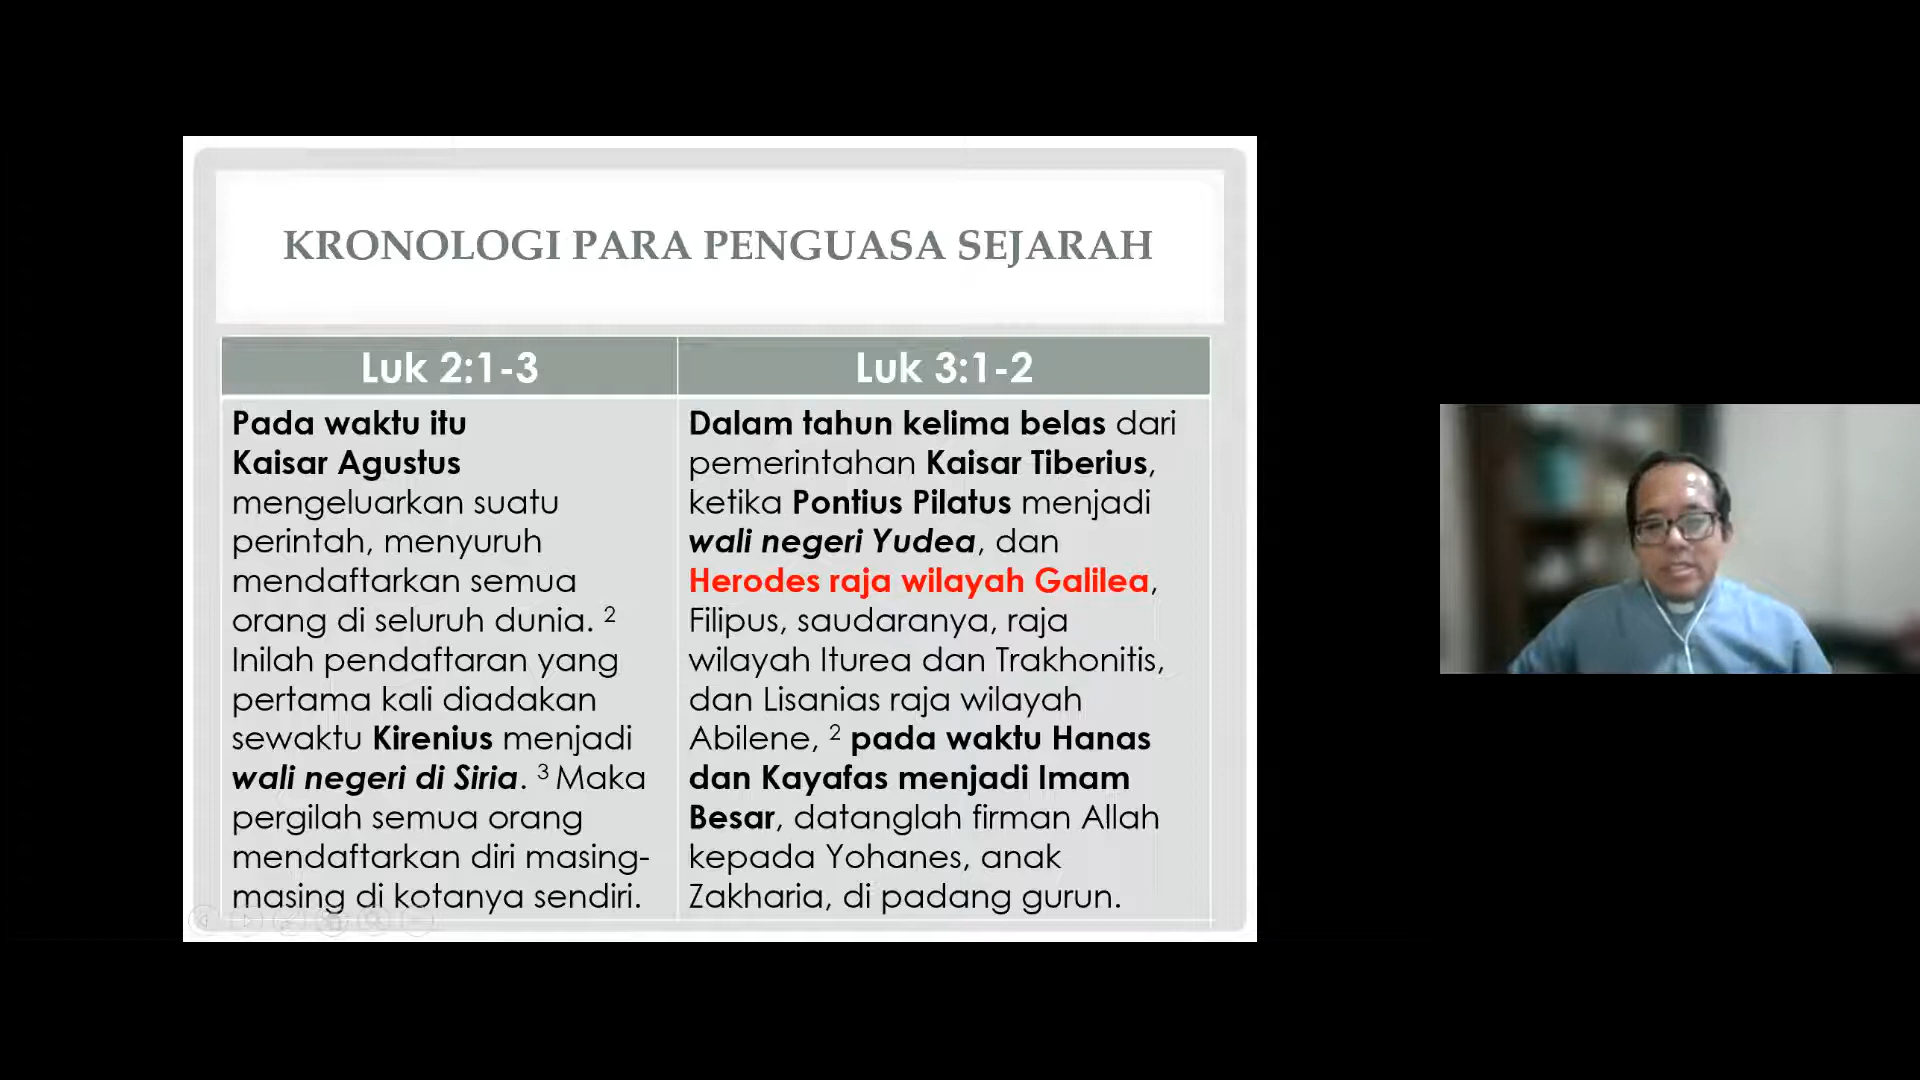 KRONOLOGI PARA PENGUASA SEJARAH
Luk 2:1-3
Pada waktu itu
Kaisar Agustus
mengeluarkan suatu
perintah, menyuruh
mendaftarkan semua
orang di seluruh dunia. 2
Inilah pendaftaran yang
pertama kali diadakan
sewaktu Kirenius menjadi
wali negeri di Siria. 3 Maka
pergilah semua orang
mendaftarkan diri masing-
masing di kotanya sendiri.
Luk 3:1-2
Dalam tahun kelima belas dari
pemerintahan Kaisar Tiberius,
ketika Pontius Pilatus menjadi
wali negeri Yudea, dan
Herodes raja wilayah Galilea,
Filipus, saudaranya, raja
wilayah Iturea dan Trakhonitis,
dan Lisanias raja wilayah
Abilene, 2 pada waktu Hanas
dan Kayafas menjadi Imam
Besar, datanglah firman Allah
kepada Yohanes, anak
Zakharia, di padang gurun.